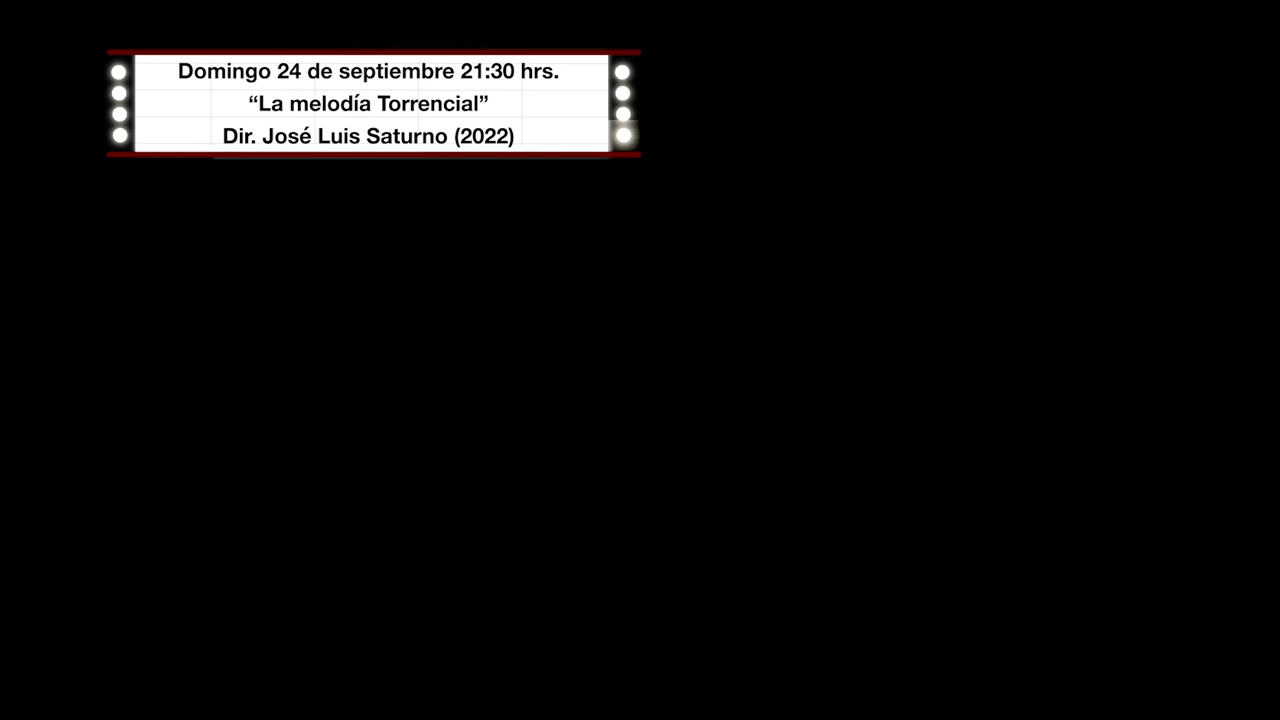 Domingo 24 de septiembre 21:30 hrs.
“La melodía Torrencial”
Dir. José Luis Saturno (2022)